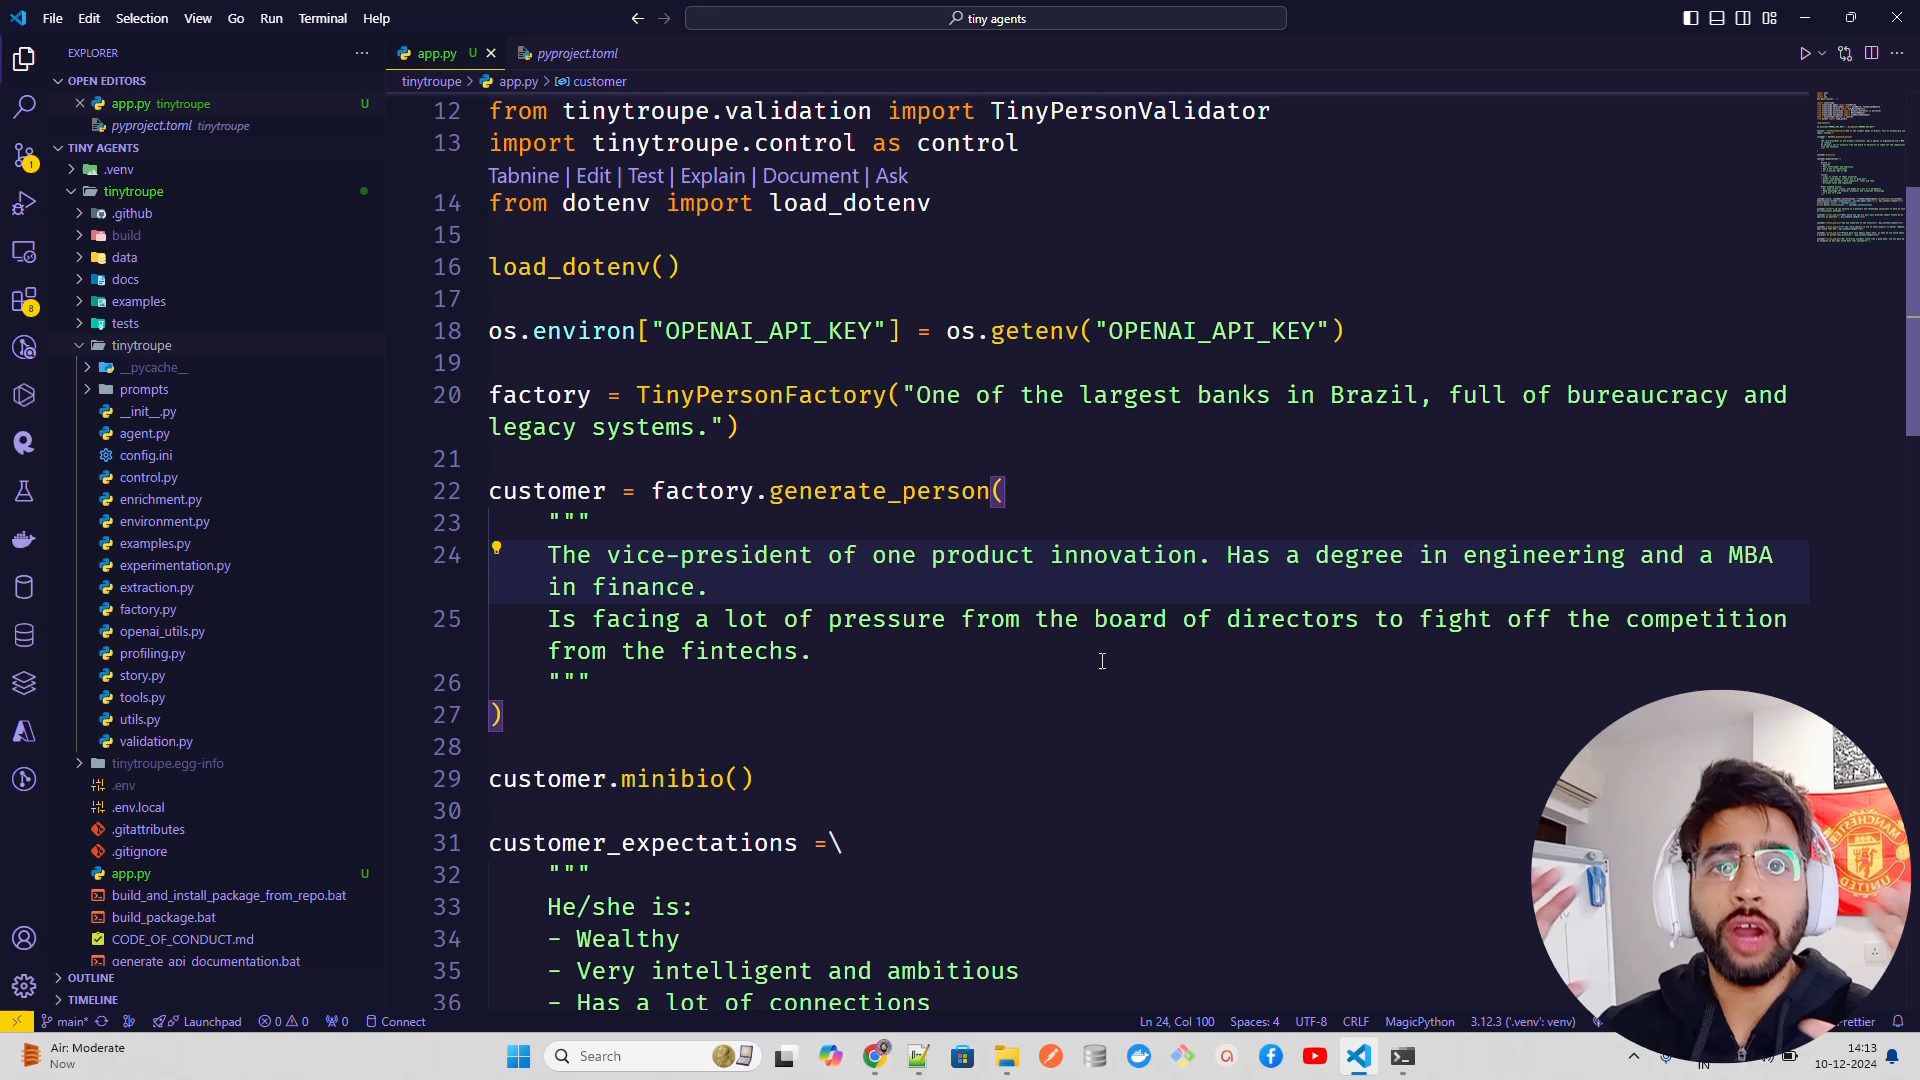 File Edit Selection View Go Run Terminal Help
tiny agents
EXPLORER
OPEN EDITORS
app.py tinytroupe U
pyproject.toml tinytroupe
TINY AGENTS
.venv
tinytroupe
.github
build
data
docs
examples
tests
tinytroupe
__pycache__
prompts
__init__.py
agent.py
config.ini
control.py
enrichment.py
environment.py
examples.py
experimentation.py
extraction.py
factory.py
openai_utils.py
profiling.py
story.py
tools.py
utils.py
validation.py
tinytroupe.egg-info
.env
.env.local
.gitattributes
.gitignore
app.py U
build_and_install_package_from_repo.bat
build_package.bat
CODE_OF_CONDUCT.md
generate_api_documentation.bat
OUTLINE
TIMELINE
1
8
app.py U
pyproject.toml
tinytroupe > app.py > customer
12 from tinytroupe.validation import TinyPersonValidator
13 import tinytroupe.control as control
Tabnine | Edit | Test | Explain | Document | Ask
14 from dotenv import load_dotenv
15
16 load_dotenv()
17
18 os.environ["OPENAI_API_KEY"] = os.getenv("OPENAI_API_KEY")
19
20 factory = TinyPersonFactory("One of the largest banks in Brazil, full of bureaucracy and
legacy systems.")
21
22 customer = factory.generate_person(
23 """
24 The vice-president of one product innovation. Has a degree in engineering and a MBA
in finance.
25 Is facing a lot of pressure from the board of directors to fight off the competition
from the fintechs.
26 """
27 )
28
29 customer.minibio()
30
31 customer_expectations =\
32 """
33 He/she is:
34 - Wealthy
35 - Very intelligent and ambitious
36 - Has a lot of connections
MANCHESTER
UNITED
main* Launchpad 0 0 0 Connect
Ln 24, Col 100 Spaces: 4 UTF-8 CRLF MagicPython 3.12.3 ('.venv': venv)
Air: Moderate
Now
Search
IN
14:13
10-12-2024